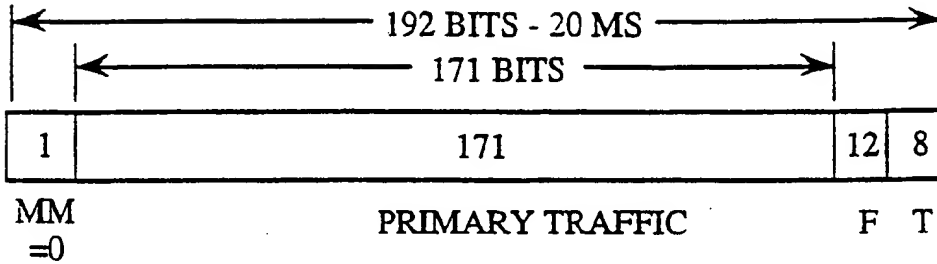 192 BITS - 20 MS
171 BITS
1 171 12 8
MM PRIMARY TRAFFIC F T
=0